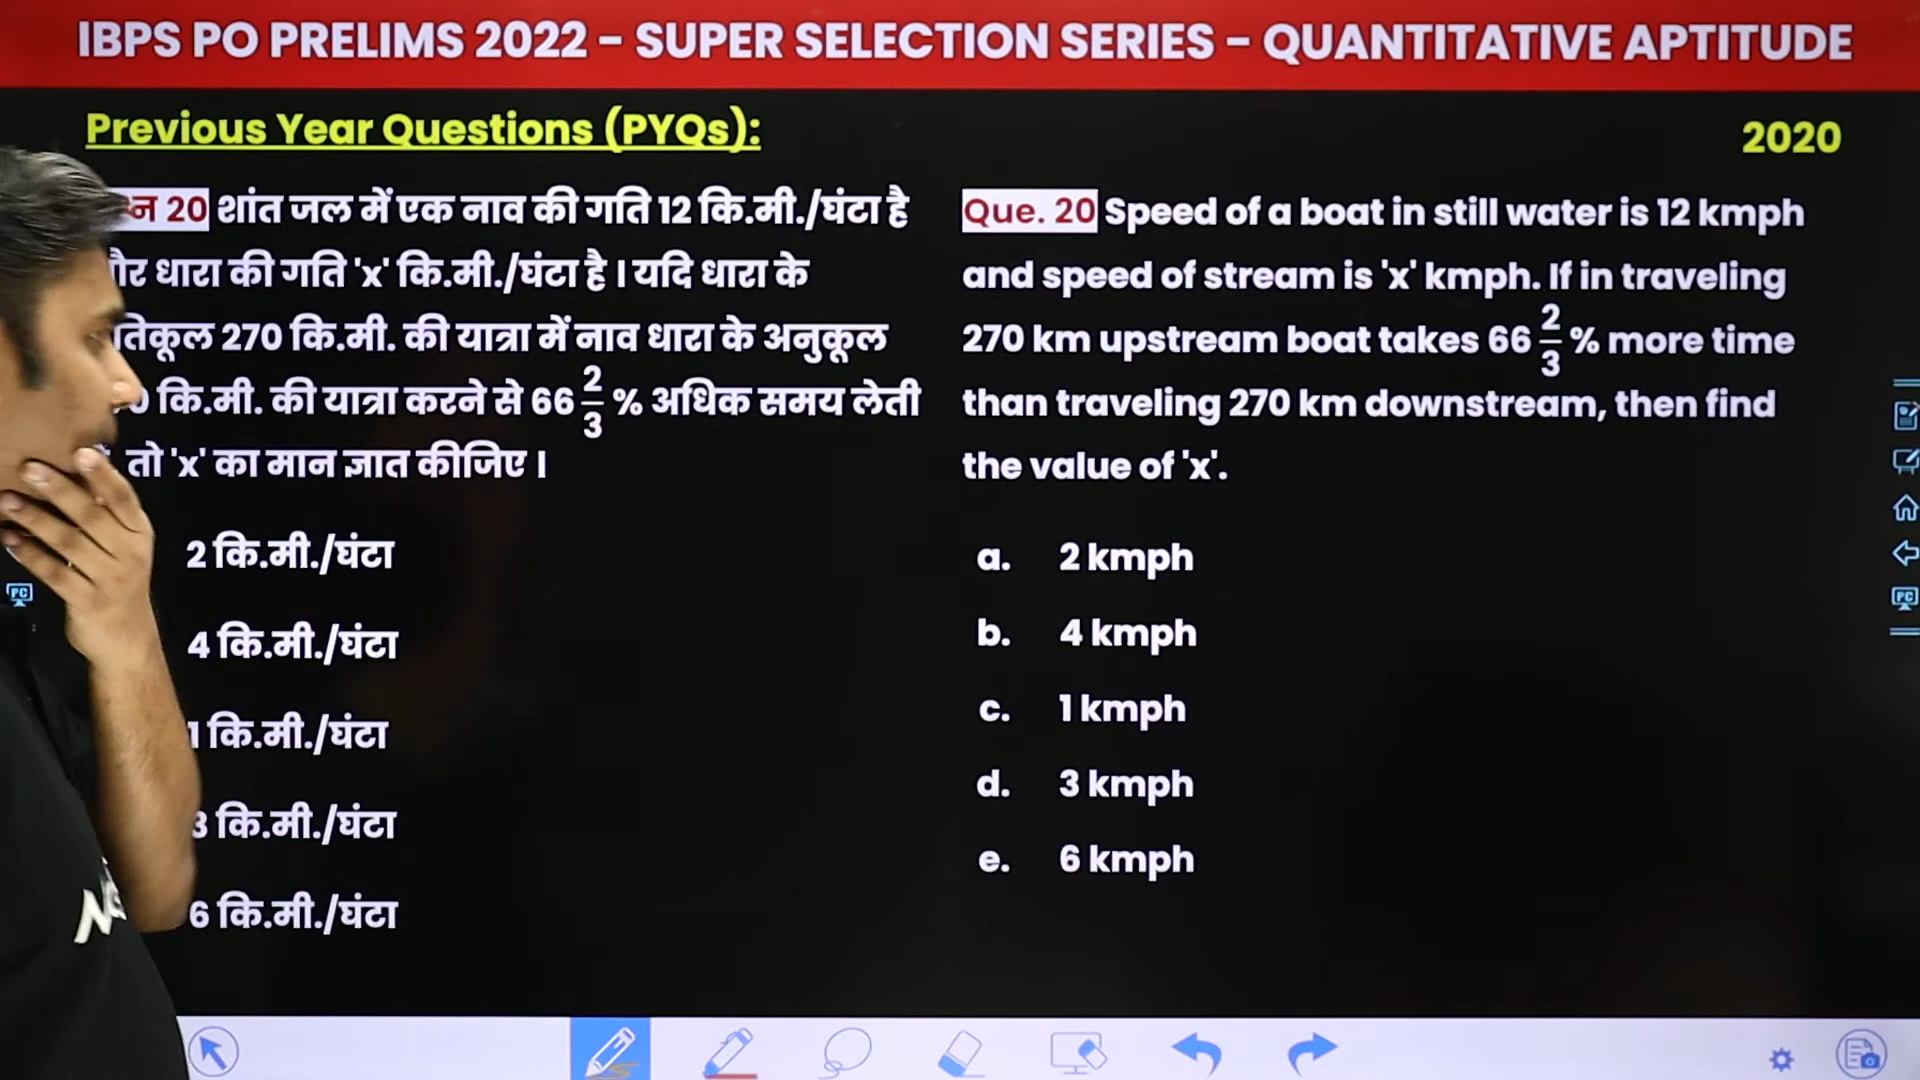 IBPS PO PRELIMS 2022 - SUPER SELECTION SERIES - QUANTITATIVE APTITUDE
Previous Year Questions (PYQs):
2020
20 शांत जल में एक नाव की गति 12 कि.मी./घंटा है
धारा की गति 'x' कि.मी./घंटा है । यदि धारा के
270 कि.मी. की यात्रा में नाव धारा के अनुकूल
कि.मी. की यात्रा करने से 66 2/3 % अधिक समय लेती
तो 'x' का मान ज्ञात कीजिए ।
2 कि.मी./घंटा
4 कि.मी./घंटा
1 कि.मी./घंटा
3 कि.मी./घंटा
6 कि.मी./घंटा
Que. 20 Speed of a boat in still water is 12 kmph
and speed of stream is 'x' kmph. If in traveling
270 km upstream boat takes 66 2/3 % more time
than traveling 270 km downstream, then find
the value of 'x'.
a. 2 kmph
b. 4 kmph
c. 1 kmph
d. 3 kmph
e. 6 kmph
PC
PC